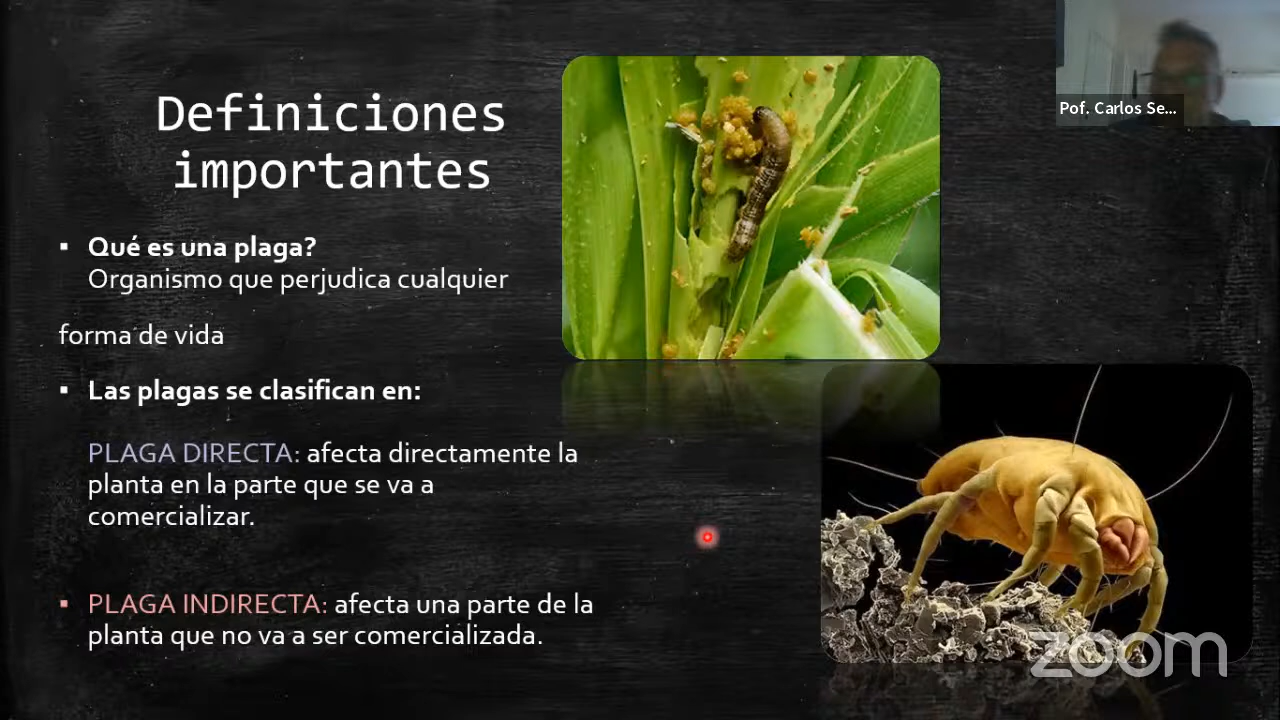 Definiciones
importantes
▪ Qué es una plaga?
Organismo que perjudica cualquier
forma de vida
▪ Las plagas se clasifican en:
PLAGA DIRECTA: afecta directamente la
planta en la parte que se va a
comercializar.
▪ PLAGA INDIRECTA: afecta una parte de la
planta que no va a ser comercializada.
Pof. Carlos Se...
zoom